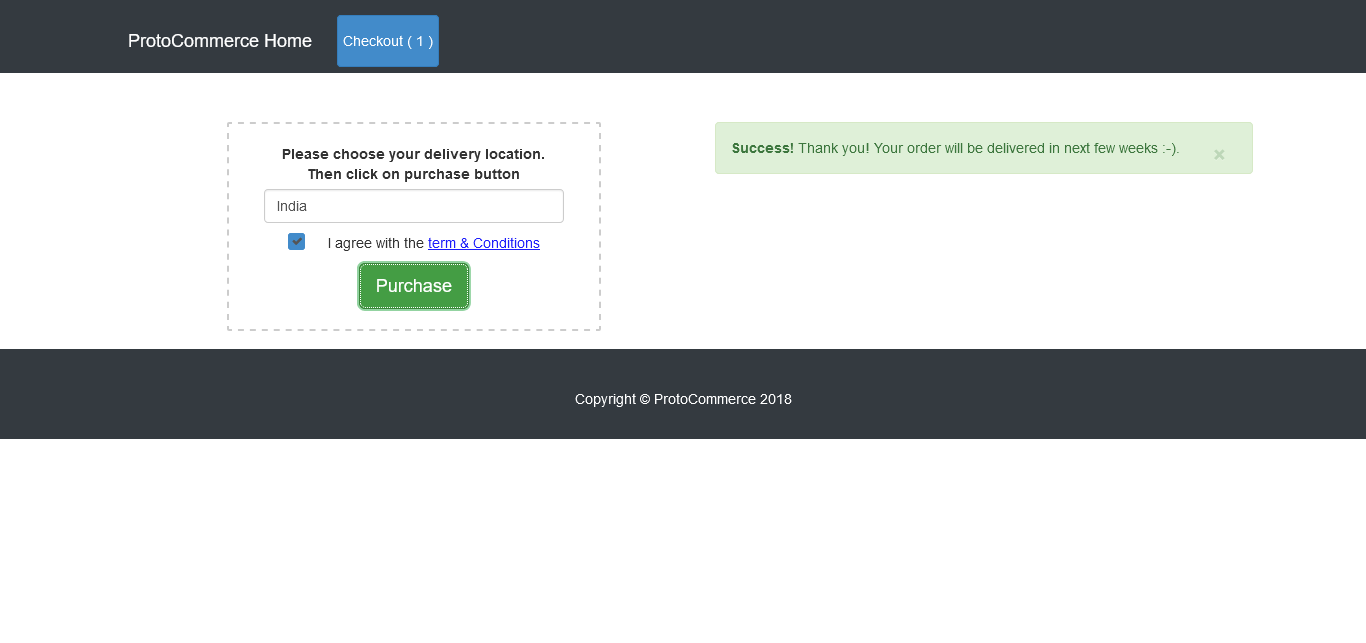 ProtoCommerce Home
Checkout ( 1 )
Please choose your delivery location.
Then click on purchase button
India
I agree with the term & Conditions
Purchase
Success! Thank you! Your order will be delivered in next few weeks :-).
×
Copyright © ProtoCommerce 2018